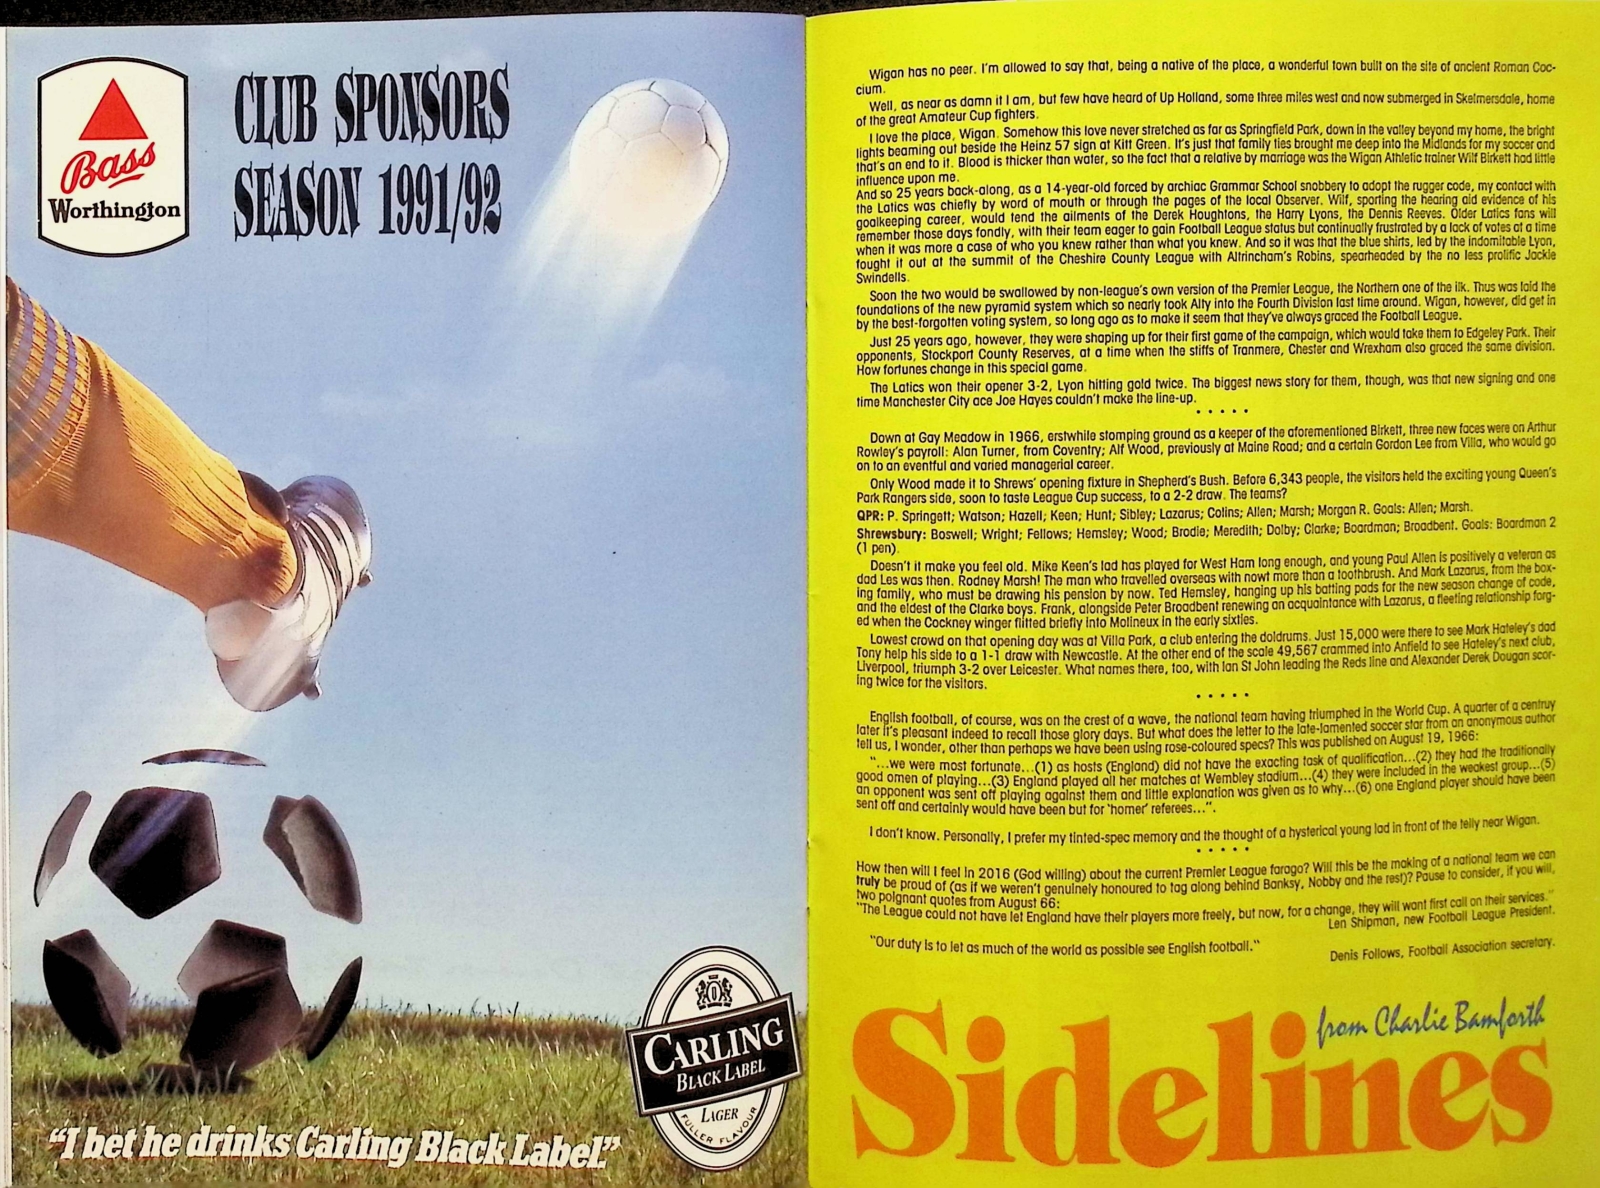 Bass
Worthington
CLUB SPONSORS
SEASON 1991/92
CARLING
BLACK LABEL
LAGER
FULLER FLAVOUR
"I bet he drinks Carling Black Label."
Wigan has no peer. I'm allowed to say that, being a native of the place, a wonderful town built on the site of ancient Roman Coc-
cium.
Well, as near as damn it I am, but few have heard of Up Holland, some three miles west and now submerged in Skelmersdale, home
of the great Amateur Cup fighters.
I love the place, Wigan. Somehow this love never stretched as far as Springfield Park, down in the valley beyond my home, the bright
lights beaming out beside the Heinz 57 sign at Kitt Green. It's just that family ties brought me deep into the Midlands for my soccer and
that's an end to it. Blood is thicker than water, so the fact that a relative by marriage was the Wigan Athletic trainer Wilf Birkett had little
influence upon me.
And so 25 years back-along, as a 14-year-old forced by archiac Grammar School snobbery to adopt the rugger code, my contact with
the Latics was chiefly by word of mouth or through the pages of the local Observer. Wilf, sporting the hearing aid evidence of his
goalkeeping career, would tend the ailments of the Derek Houghtons, the Harry Lyons, the Dennis Reeves. Older Latics fans will
remember those days fondly, with their team eager to gain Football League status but continually frustrated by a lack of votes at a time
when it was more a case of who you knew rather than what you knew. And so it was that the blue shirts, led by the indomitable Lyon,
fought it out at the summit of the Cheshire County League with Altrincham's Robins, spearheaded by the no less prolific Jackie
Swindells.
Soon the two would be swallowed by non-league's own version of the Premier League, the Northern one of the ilk. Thus was laid the
foundations of the new pyramid system which so nearly took Alty into the Fourth Division last time around. Wigan, however, did get in
by the best-forgotten voting system, so long ago as to make it seem that they've always graced the Football League.
Just 25 years ago, however, they were shaping up for their first game of the campaign, which would take them to Edgeley Park. Their
opponents, Stockport County Reserves, at a time when the stiffs of Tranmere, Chester and Wrexham also graced the same division.
How fortunes change in this special game.
The Latics won their opener 3-2, Lyon hitting gold twice. The biggest news story for them, though, was that new signing and one
time Manchester City ace Joe Hayes couldn't make the line-up.
• • • • •
Down at Gay Meadow in 1966, erstwhile stomping ground as a keeper of the aforementioned Birkett, three new faces were on Arthur
Rowley's payroll: Alan Turner, from Coventry; Alf Wood, previously at Maine Road; and a certain Gordon Lee from Villa, who would go
on to an eventful and varied managerial career.
Only Wood made it to Shrews' opening fixture in Shepherd's Bush. Before 6,343 people, the visitors held the exciting young Queen's
Park Rangers side, soon to taste League Cup success, to a 2-2 draw. The teams?
QPR: P. Springett; Watson; Hazell; Keen; Hunt; Sibley; Lazarus; Colins; Allen; Marsh; Morgan R. Goals: Allen; Marsh.
Shrewsbury: Boswell; Wright; Fellows; Hemsley; Wood; Brodie; Meredith; Dolby; Clarke; Boardman; Broadbent. Goals: Boardman 2
(1 pen).
Doesn't it make you feel old. Mike Keen's lad has played for West Ham long enough, and young Paul Allen is positively a veteran as
dad Les was then. Rodney Marsh! The man who travelled overseas with nowt more than a toothbrush. And Mark Lazarus, from the box-
ing family, who must be drawing his pension by now. Ted Hemsley, hanging up his batting pads for the new season change of code,
and the eldest of the Clarke boys. Frank, alongside Peter Broadbent renewing an acquaintance with Lazarus, a fleeting relationship forg-
ed when the Cockney winger flitted briefly into Molineux in the early sixties.
Lowest crowd on that opening day was at Villa Park, a club entering the doldrums. Just 15,000 were there to see Mark Hateley's dad
Tony help his side to a 1-1 draw with Newcastle. At the other end of the scale 49,567 crammed into Anfield to see Hateley's next club,
Liverpool, triumph 3-2 over Leicester. What names there, too, with Ian St John leading the Reds line and Alexander Derek Dougan scor-
ing twice for the visitors.
• • • • •
English football, of course, was on the crest of a wave, the national team having triumphed in the World Cup. A quarter of a centruy
later it's pleasant indeed to recall those glory days. But what does the letter to the late-lamented soccer star from an anonymous author
tell us, I wonder, other than perhaps we have been using rose-coloured specs? This was published on August 19, 1966:
"...we were most fortunate...(1) as hosts (England) did not have the exacting task of qualification...(2) they had the traditionally
good omen of playing...(3) England played all her matches at Wembley stadium...(4) they were included in the weakest group...(5)
an opponent was sent off playing against them and little explanation was given as to why...(6) one England player should have been
sent off and certainly would have been but for 'homer' referees...".
I don't know. Personally, I prefer my tinted-spec memory and the thought of a hysterical young lad in front of the telly near Wigan.
• • • • •
How then will I feel in 2016 (God willing) about the current Premier League farago? Will this be the making of a national team we can
truly be proud of (as if we weren't genuinely honoured to tag along behind Banksy, Nobby and the rest)? Pause to consider, if you will,
two poignant quotes from August 66:
"The League could not have let England have their players more freely, but now, for a change, they will want first call on their services."
Len Shipman, new Football League President.
"Our duty is to let as much of the world as possible see English football."
Denis Follows, Football Association secretary.
from Charlie Bamforth
Sidelines